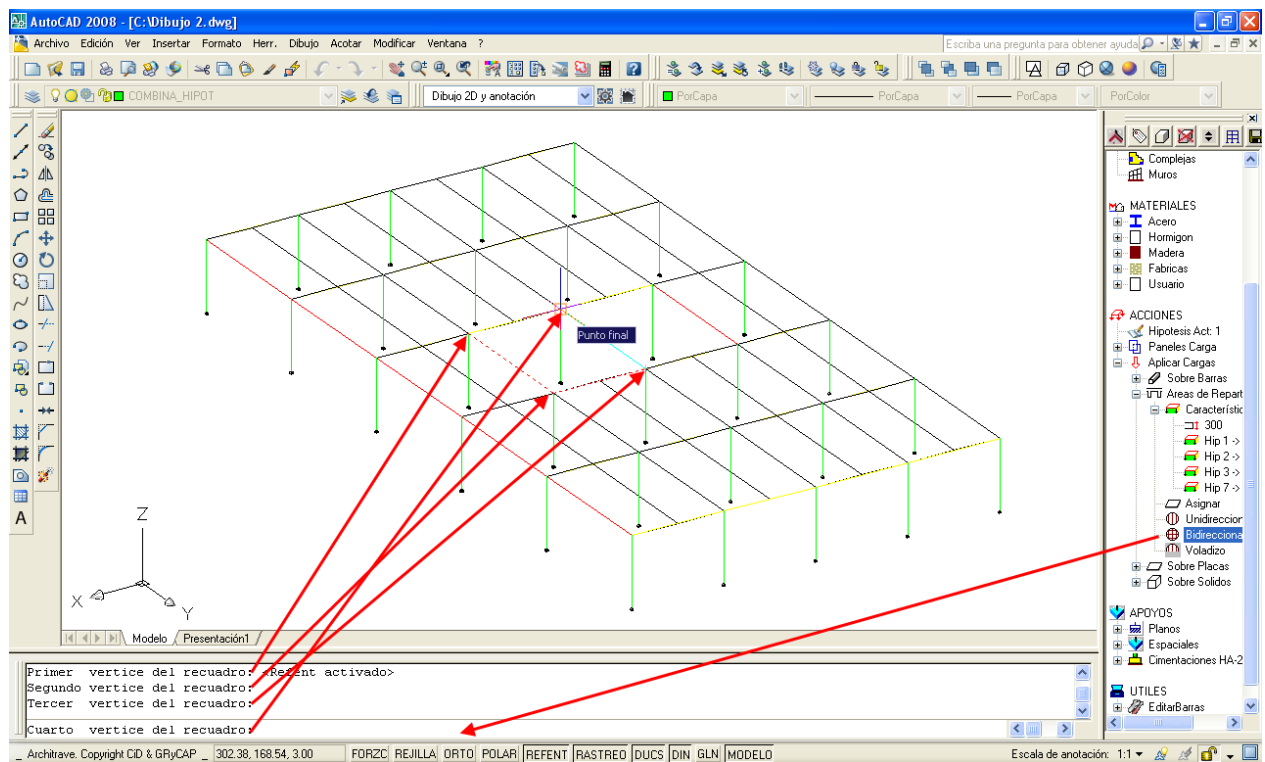 AutoCAD 2008 - [C:\Dibujo 2.dwg]
Archivo Edición Ver Insertar Formato Herr. Dibujo Acotar Modificar Ventana ?
Escriba una pregunta para obtener ayuda
COMBINA_HIPOT
Dibujo 2D y anotación
PorCapa
PorCapa
PorCapa
PorColor
Punto final
Z
X
Y
Complejas
Muros
MATERIALES
Acero
Hormigon
Madera
Fabricas
Usuario
ACCIONES
Hipotesis Act: 1
Paneles Carga
Aplicar Cargas
Sobre Barras
Areas de Repart
Característic
300
Hip 1 ->
Hip 2 ->
Hip 3 ->
Hip 7 ->
Asignar
Unidireccior
Bidirecciona
Voladizo
Sobre Placas
Sobre Solidos
APOYOS
Planos
Espaciales
Cimentaciones HA-2
UTILES
EditarBarras
Modelo Presentación1
Primer vertice del recuadro: <Refent activado>
Segundo vertice del recuadro:
Tercer vertice del recuadro:
Cuarto vertice del recuadro:
_ Architrave. Copyright CiD & GRyCAP _ 302.38, 168.54, 3.00 FORZC REJILLA ORTO POLAR REFENT RASTREO DUCS DIN GLN MODELO Escala de anotación: 1:1